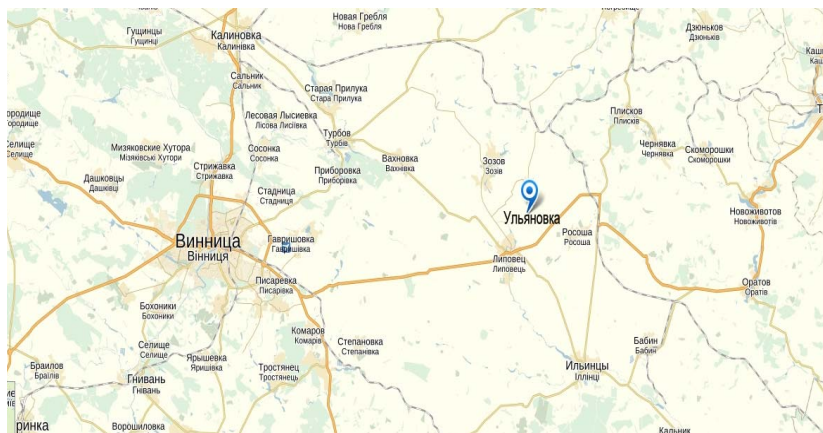 Гущинцы
Гущинці
Калиновка
Калинівка
Новая Гребля
Нова Гребля
Дзюньков
Дзюньків
Сальник
Сальник
Старая Прилука
Стара Прилука
Лесовая Лысиевка
Лісова Лисіївка
Турбов
Турбів
Плисков
Плисків
Мизяковские Хутора
Мизяківські Хутори
Сосонка
Сосонка
Чернявка
Чернявка
Скоморошки
Скоморошки
Селище
Селище
Стрижавка
Стрижавка
Приборовка
Приборівка
Вахновка
Вахнівка
Зозов
Зозів
Дашковцы
Дашківці
Стадница
Стадниця
Ульяновка
Новоживотов
Новоживотів
Винница
Вінниця
Гавришовка
Гавришівка
Росоша
Росоша
Липовец
Липовець
Писаревка
Писарівка
Оратов
Оратів
Бохоники
Бохоники
Комаров
Комарів
Степановка
Степанівка
Бабин
Бабин
Селище
Селище
Ярышевка
Яришівка
Браилов
Браїлів
Гнивань
Гнівань
Тростянец
Тростянець
Ильинцы
Іллінці
Ворошиловка
Кальник